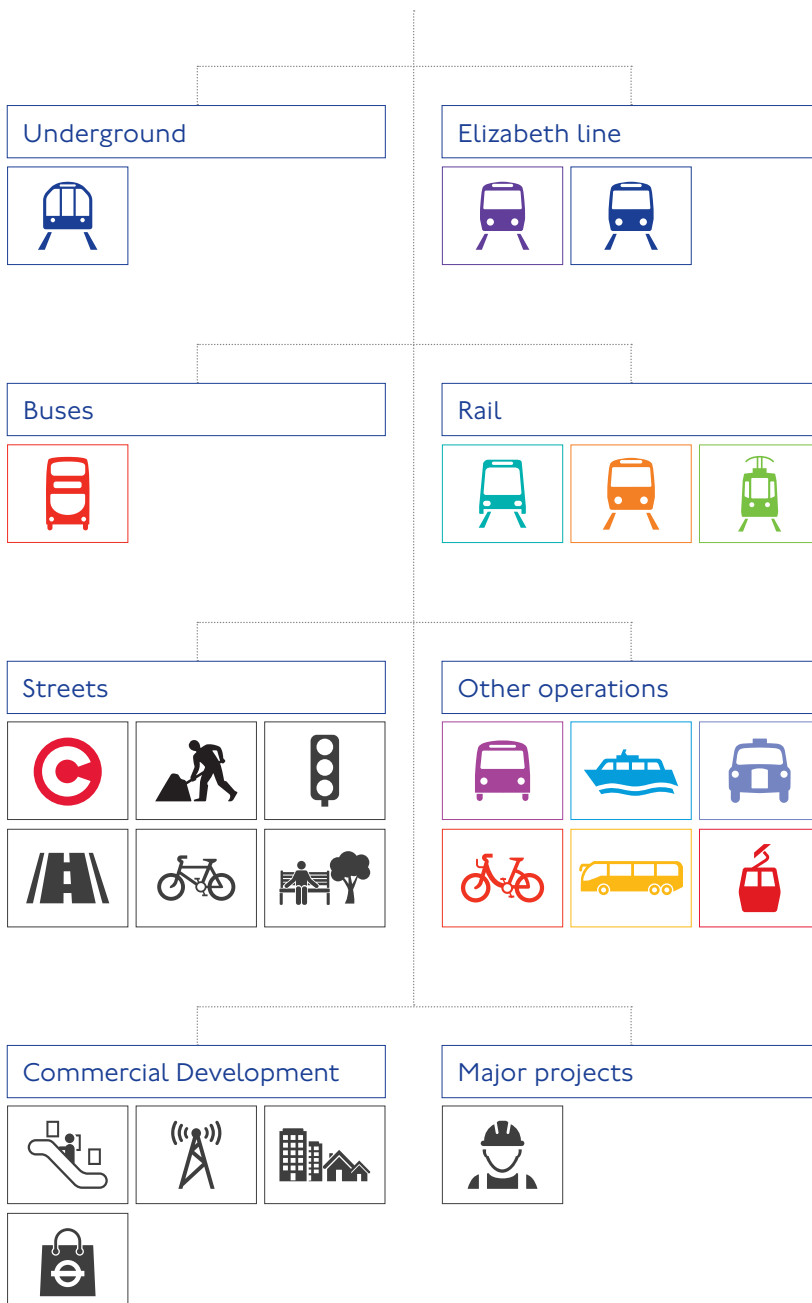 Underground
Elizabeth line
Buses
Rail
Streets
Other operations
Commercial Development
Major projects